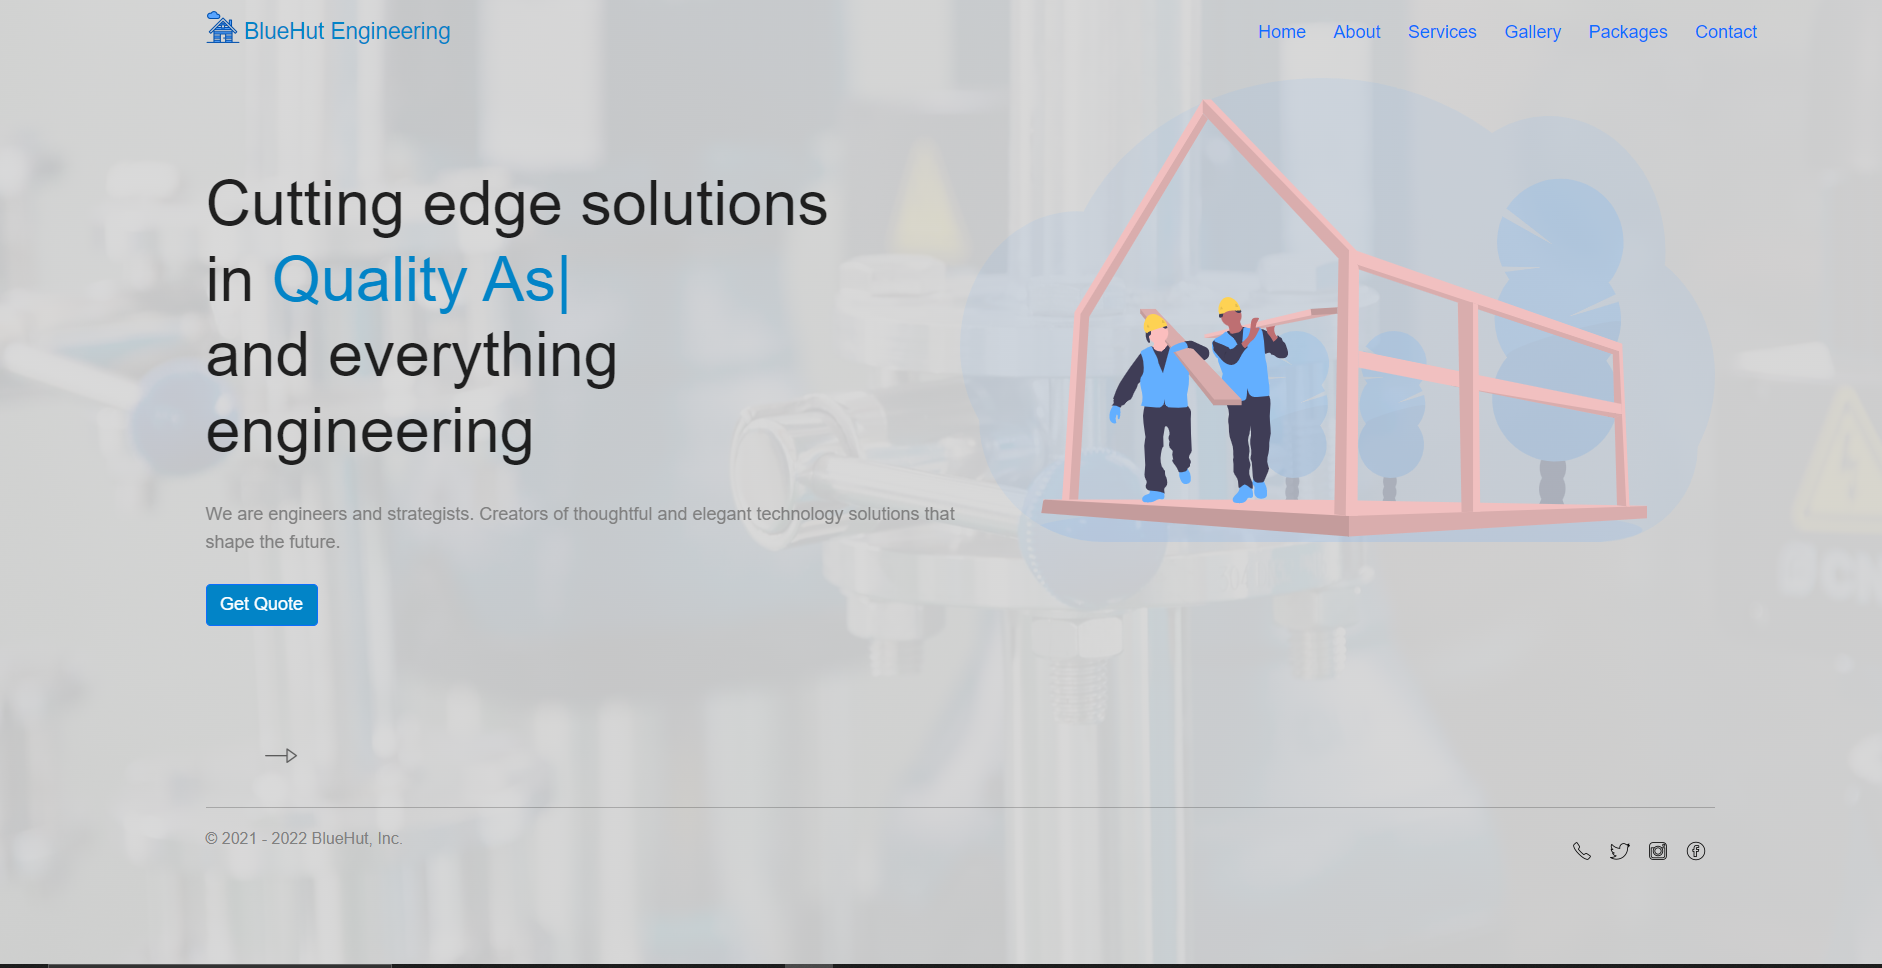 BlueHut Engineering
Home About Services Gallery Packages Contact
Cutting edge solutions
in Quality As|
and everything
engineering
We are engineers and strategists. Creators of thoughtful and elegant technology solutions that
shape the future.
Get Quote
© 2021 - 2022 BlueHut, Inc.